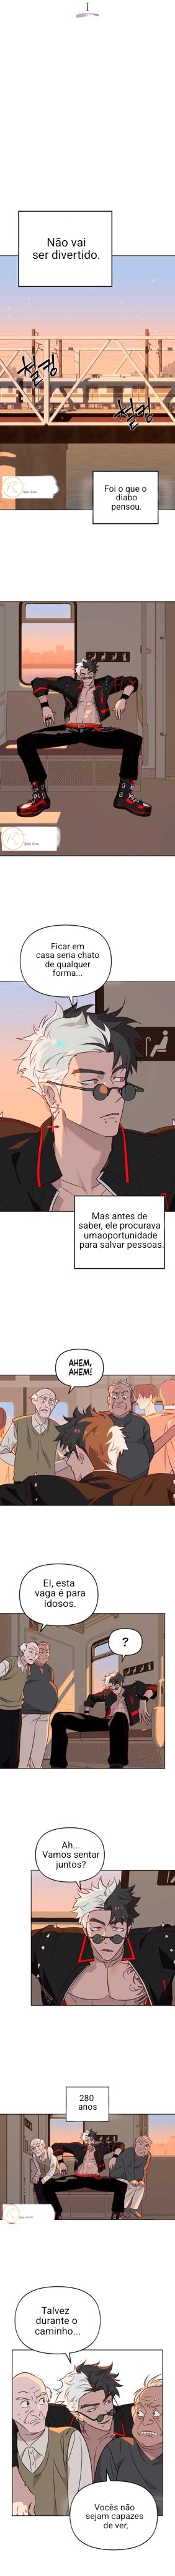 Não vai
ser divertido.
Foi o que o
diabo
pensou.
Ficar em
casa seria chato
de qualquer
forma...
Mas antes de
saber, ele procurava
umaoportunidade
para salvar pessoas.
AHEM,
AHEM!
EI, esta
vaga é para
idosos.
?
Ah...
Vamos sentar
juntos?
280
anos
Talvez
durante o
caminho...
Vocês não
sejam capazes
de ver,